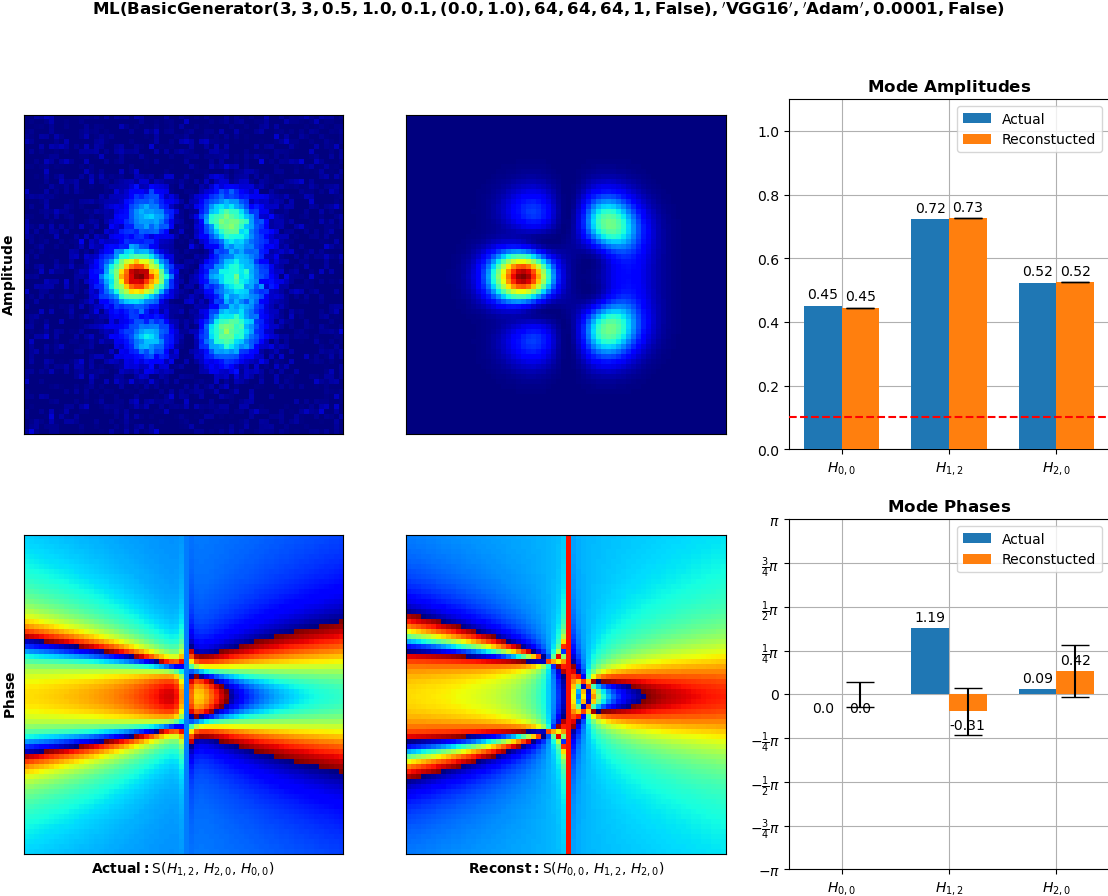 ML(BasicGenerator(3, 3, 0.5, 1.0, 0.1, (0.0, 1.0), 64, 64, 64, 1, False), ′VGG16′, ′Adam′, 0.0001, False)
Amplitude
Mode Amplitudes
Actual
Reconstucted
1.0
0.8
0.6
0.4
0.2
0.0
0.45
0.45
0.72
0.73
0.52
0.52
H0,0
H1,2
H2,0
Phase
Actual: S(H1,2, H2,0, H0,0)
Reconst: S(H0,0, H1,2, H2,0)
Mode Phases
Actual
Reconstucted
π
3/4π
1/2π
1/4π
0
−1/4π
−1/2π
−3/4π
−π
0.0
-0.0
1.19
-0.31
0.09
0.42
H0,0
H1,2
H2,0